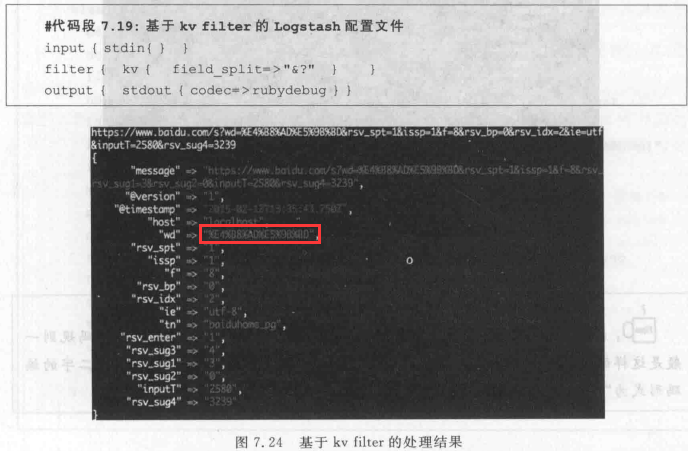 #代码段 7.19: 基于 kv filter 的 Logstash 配置文件
input { stdin{ } }
filter { kv { field_split=>"&?" } }
output { stdout { codec=>rubydebug } }
https://www.baidu.com/s?wd=%E4%B8%AD%E5%9B%BD&rsv_spt=1&issp=1&f=8&rsv_bp=0&rsv_idx=2&ie=utf
&inputT=2580&rsv_sug4=3239
{
"message" => "https://www.baidu.com/s?wd=%E4%B8%AD%E5%9B%BD&rsv_spt=1&issp=1&f=8&rsv_
rsv_sug1=3&rsv_sug2=0&inputT=2580&rsv_sug4=3239",
"@version" => "1",
"@timestamp" =>
"host" => "localhost",
"wd" => "%E4%B8%AD%E5%9B%BD",
"rsv_spt" => "1",
"issp" => "1",
"f" => "8",
"rsv_bp" => "0",
"rsv_idx" => "2",
"ie" => "utf-8",
"tn" => "baiduhome_pg",
"rsv_enter" => "1",
"rsv_sug3" => "4",
"rsv_sug1" => "3",
"rsv_sug2" => "0",
"inputT" => "2580",
"rsv_sug4" => "3239"
}
图 7.24 基于 kv filter 的处理结果